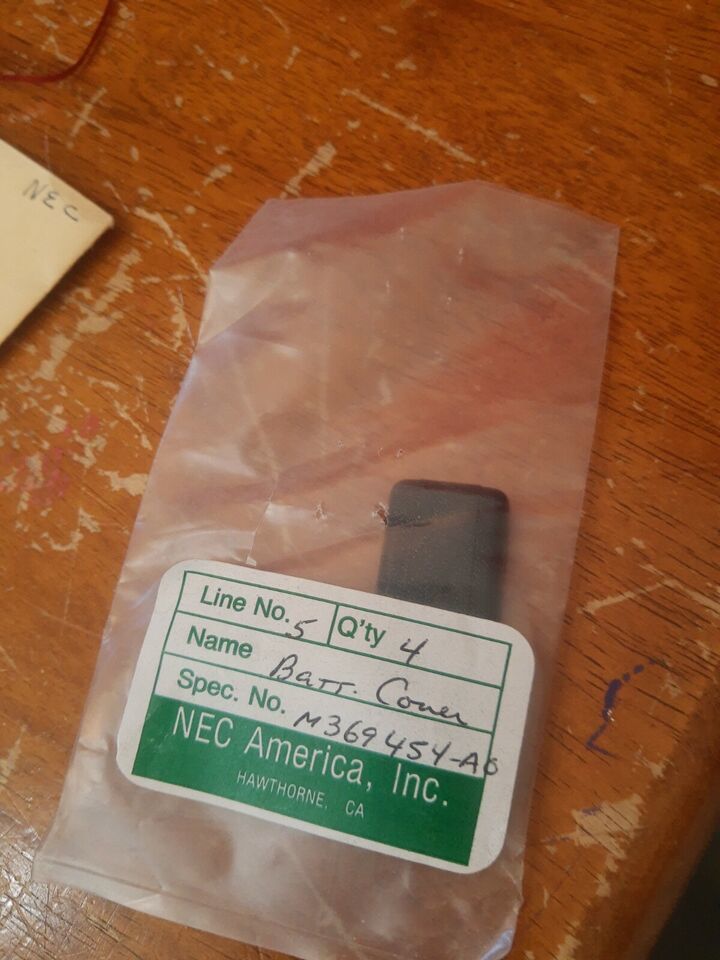 NEC
Line No. 5 Q'ty 4
Name Batt. Cover
Spec. No. M369454-A6
NEC America, Inc.
HAWTHORNE, CA